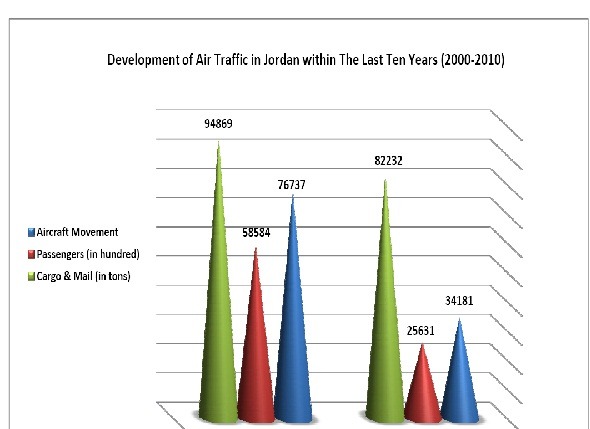 Development of Air Traffic in Jordan within The Last Ten Years (2000-2010)
94869
82232
76737
58584
Aircraft Movement
Passengers (in hundred)
Cargo & Mail (in tons)
34181
25631